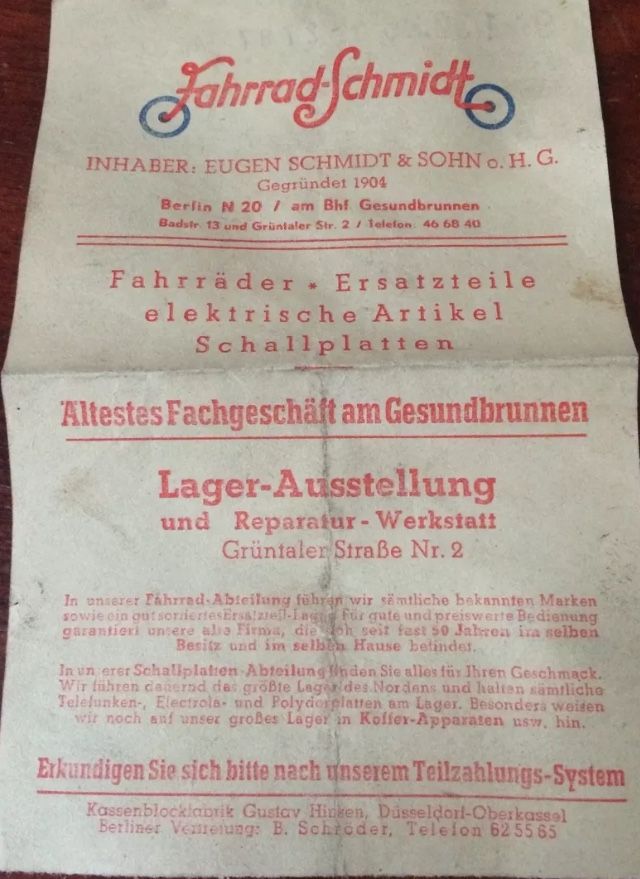 Fahrrad-Schmidt
INHABER: EUGEN SCHMIDT & SOHN o. H. G.
Gegründet 1904
Berlin N 20 / am Bhf Gesundbrunnen
Badstr. 13 und Grüntaler Str. 2 / Telefon 46 68 40
Fahrräder * Ersatzteile
elektrische Artikel
Schallplatten
Ältestes Fachgeschäft am Gesundbrunnen
Lager-Ausstellung
und Reparatur-Werkstatt
Grüntaler Straße Nr. 2
In unserer Fahrrad-Abteilung führen wir sämtliche bekannten Marken
sowie ein gut sortiertes Ersatzteil-Lager. Für gute und preiswerte Bedienung
garantiert unsere alte Firma, die sich seit fast 50 Jahren im selben
Besitz und im selben Hause befindet.
In unserer Schallplatten-Abteilung finden Sie alles für Ihren Geschmack.
Wir führen dauernd das größte Lager des Nordens und halten sämtliche
Telefunken-, Electrola- und Polydorplatten am Lager. Besonders weisen
wir noch auf unser großes Lager in Koffer-Apparaten usw. hin.
Erkundigen Sie sich bitte nach unserem Teilzahlungs-System
Kassenblockfabrik Gustav Hinken, Düsseldorf-Oberkassel
Berliner Vertretung: B. Schröder, Telefon 62 55 65